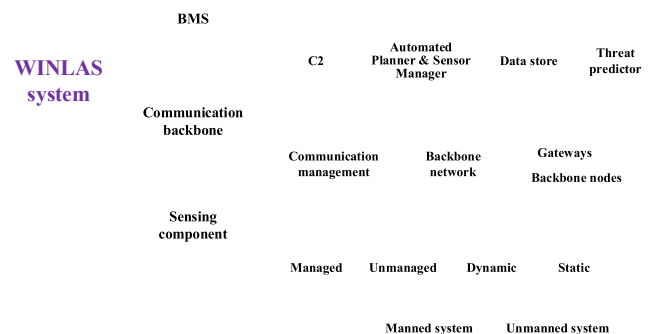 BMS
WINLAS
system
C2
Automated
Planner & Sensor
Manager
Data store
Threat
predictor
Communication
backbone
Communication
management
Backbone
network
Gateways
Backbone nodes
Sensing
component
Managed
Unmanaged
Dynamic
Static
Manned system
Unmanned system